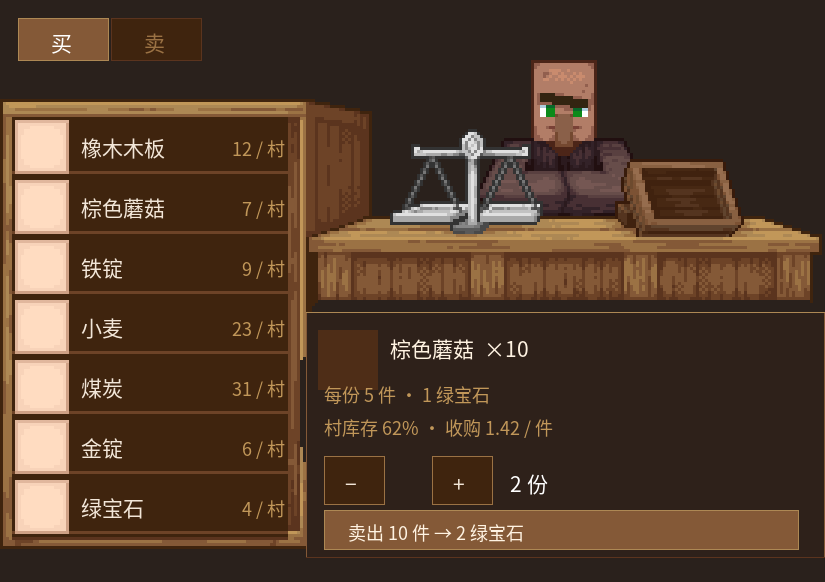 买
卖
橡木木板 12 / 村
棕色蘑菇 7 / 村
铁锭 9 / 村
小麦 23 / 村
煤炭 31 / 村
金锭 6 / 村
绿宝石 4 / 村
棕色蘑菇 ×10
每份 5 件 • 1 绿宝石
村库存 62% • 收购 1.42 / 件
− + 2 份
卖出 10 件 → 2 绿宝石